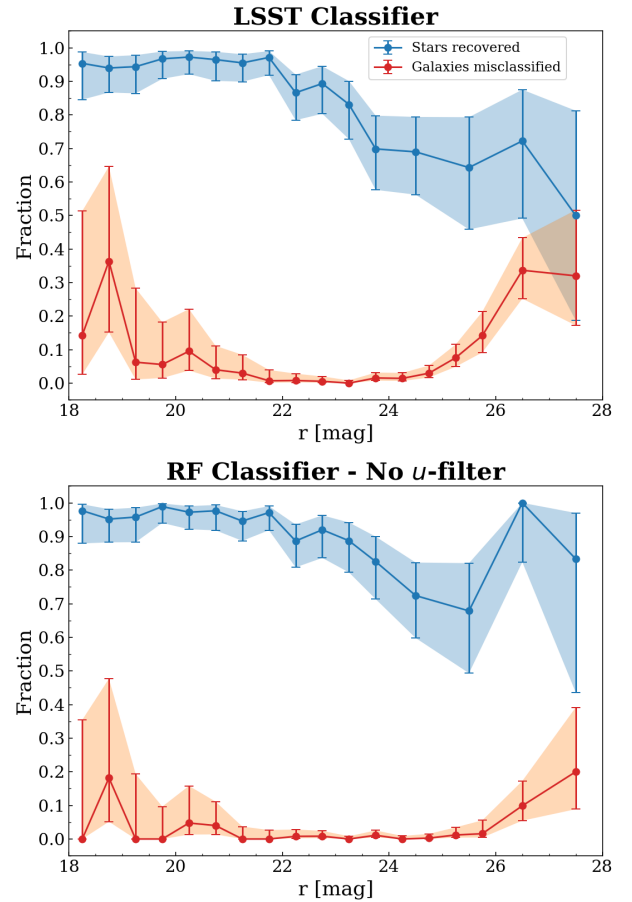 LSST Classifier
Stars recovered
Galaxies misclassified
1.0
0.9
0.8
0.7
0.6
0.5
0.4
0.3
0.2
0.1
0.0
Fraction
18 20 22 24 26 28
r [mag]
RF Classifier - No u-filter
1.0
0.9
0.8
0.7
0.6
0.5
0.4
0.3
0.2
0.1
0.0
Fraction
18 20 22 24 26 28
r [mag]